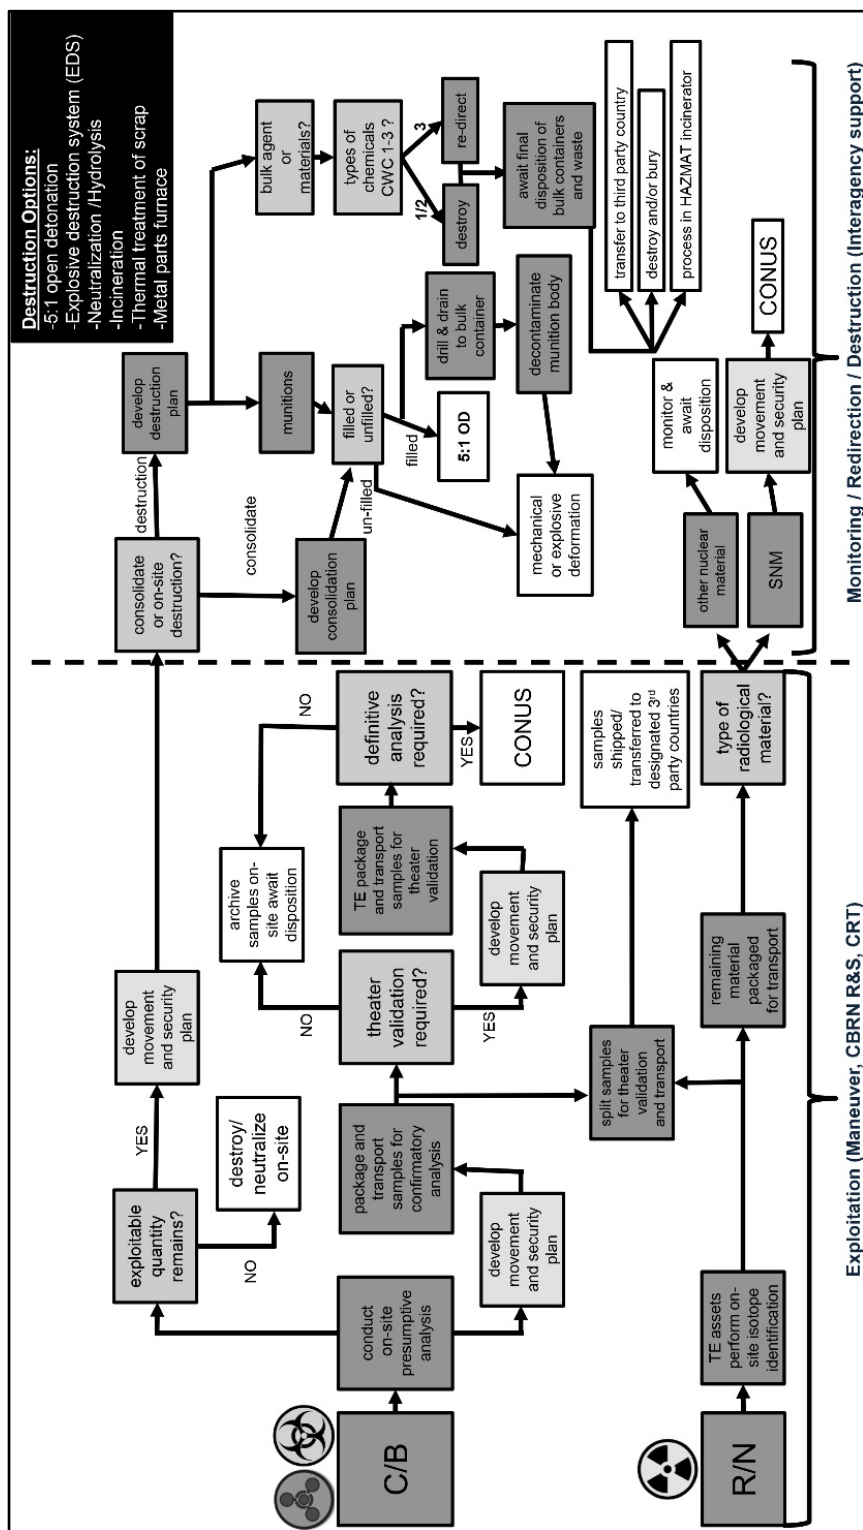 Destruction Options:
-5:1 open detonation
-Explosive destruction system (EDS)
-Neutralization /Hydrolysis
-Incineration
-Thermal treatment of scrap
-Metal parts furnace
C/B
conduct
on-site
presumptive
analysis
exploitable
quantity
remains?
YES
NO
destroy/
neutralize
on-site
develop
movement
and security
plan
consolidate
or on-site
destruction?
destruction
consolidate
develop
destruction
plan
develop
consolidation
plan
munitions
filled or
unfilled?
un-filled
filled
5:1 OD
mechanical
or explosive
deformation
drill & drain
to bulk
container
decontaminate
munition body
bulk agent
or
materials?
types of
chemicals
CWC 1-3 ?
1/2
3
destroy
re-direct
await final
disposition of
bulk containers
and waste
transfer to third party country
destroy and/or bury
process in HAZMAT incinerator
develop
movement
and security
plan
package and
transport
samples for
confirmatory
analysis
theater
validation
required?
NO
YES
archive
samples on-
site await
disposition
develop
movement
and security
plan
TE package
and transport
samples for
theater
validation
definitive
analysis
required?
NO
YES
CONUS
split samples
for theater
validation
and transport
samples
shipped/
transferred to
designated 3rd
party countries
R/N
TE assets
perform on-
site isotope
identification
remaining
material
packaged
for transport
type of
radiological
material?
other nuclear
material
monitor &
await
disposition
SNM
develop
movement
and security
plan
CONUS
Exploitation (Maneuver, CBRN R&S, CRT)
Monitoring / Redirection / Destruction (Interagency support)